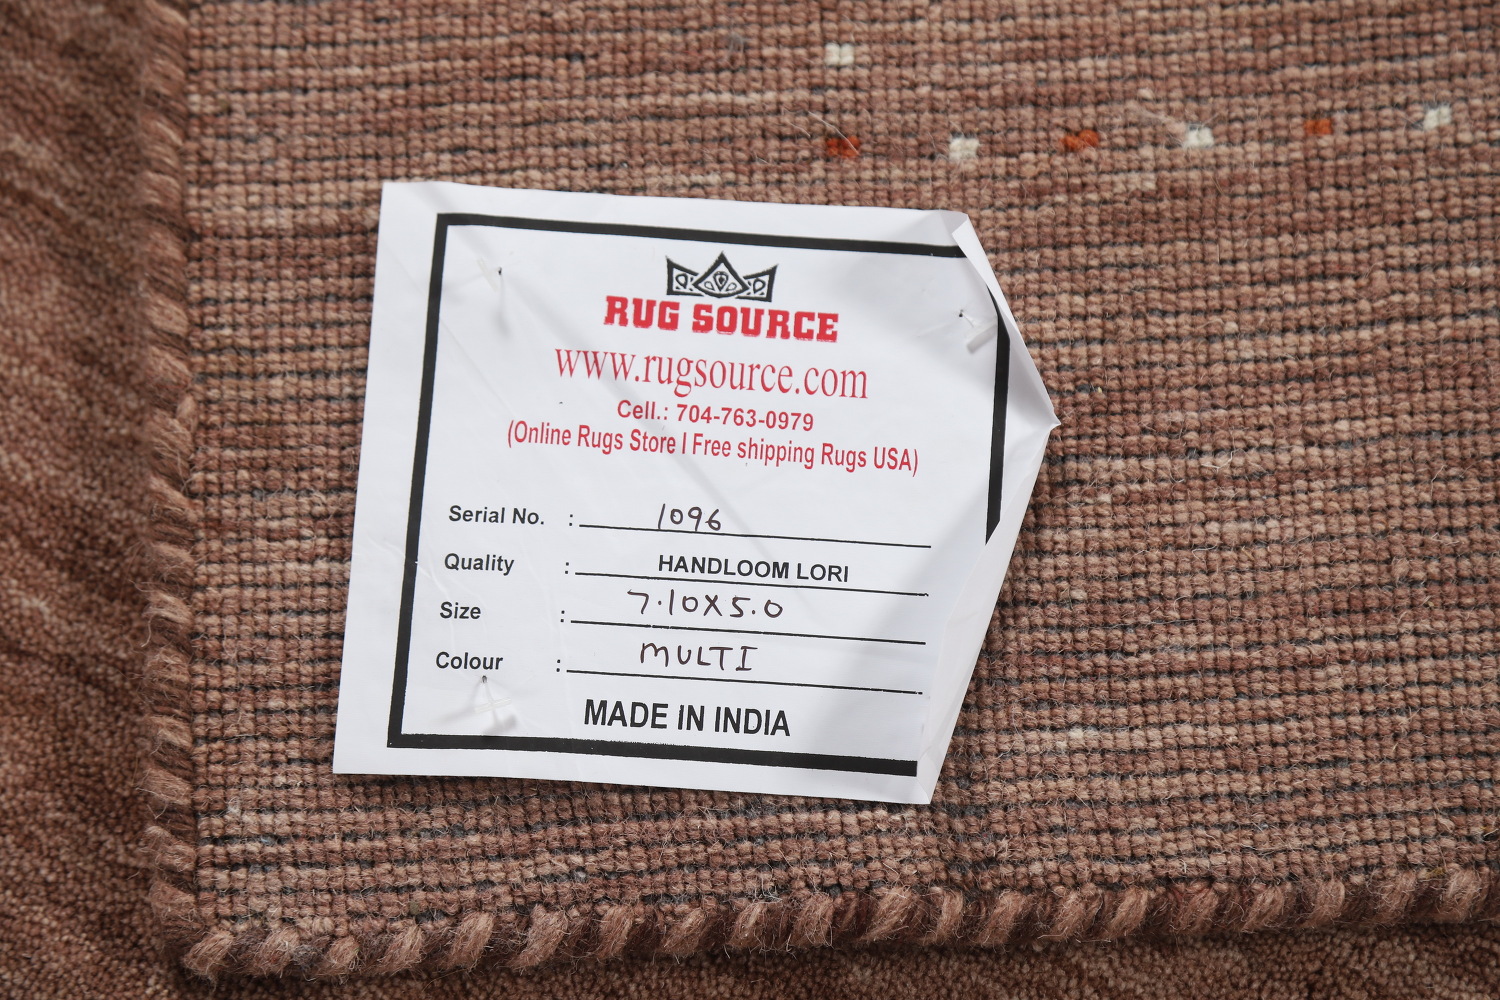 RUG SOURCE
www.rugsource.com
Cell.: 704-763-0979
(Online Rugs Store I Free shipping Rugs USA)
Serial No. : 1096
Quality : HANDLOOM LORI
Size : 7.10X5.0
Colour : MULTI
MADE IN INDIA